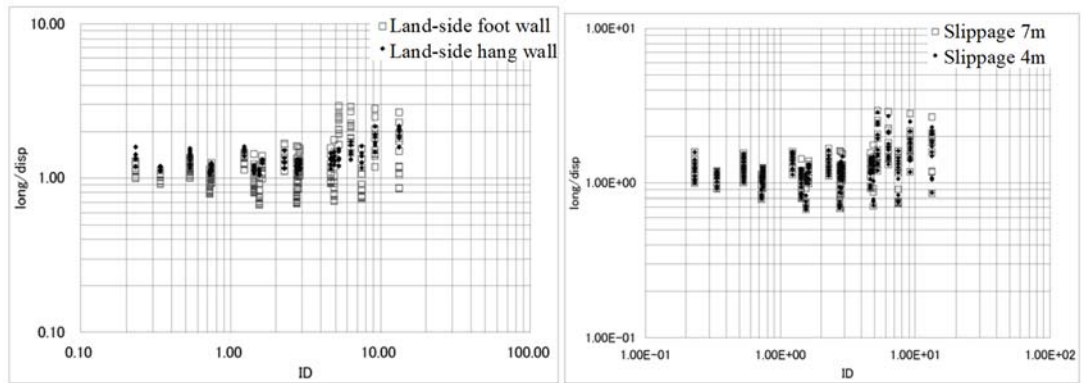 10.00
Land-side foot wall
Land-side hang wall
long/disp
1.00
0.10
0.10
1.00
10.00
100.00
ID
1.00E+01
Slippage 7m
Slippage 4m
long/disp
1.00E+00
1.00E-01
1.00E-01
1.00E+00
1.00E+01
1.00E+02
ID